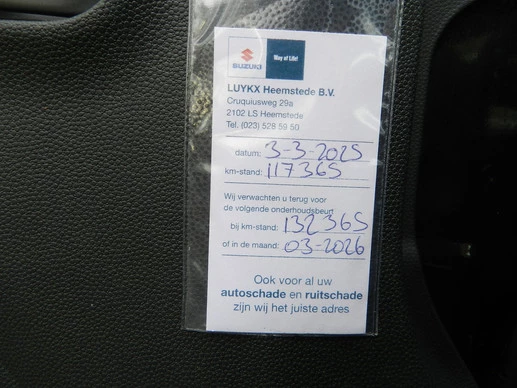 SUZUKI
Way of Life!
LUYKX Heemstede B.V.
Cruquiusweg 29a
2102 LS Heemstede
Tel. (023) 528 59 50
datum: 3-3-2025
km-stand: 117365
Wij verwachten u terug voor
de volgende onderhoudsbeurt
bij km-stand: 132365
of in de maand: 03-2026
Ook voor al uw
autoschade en ruitschade
zijn wij het juiste adres